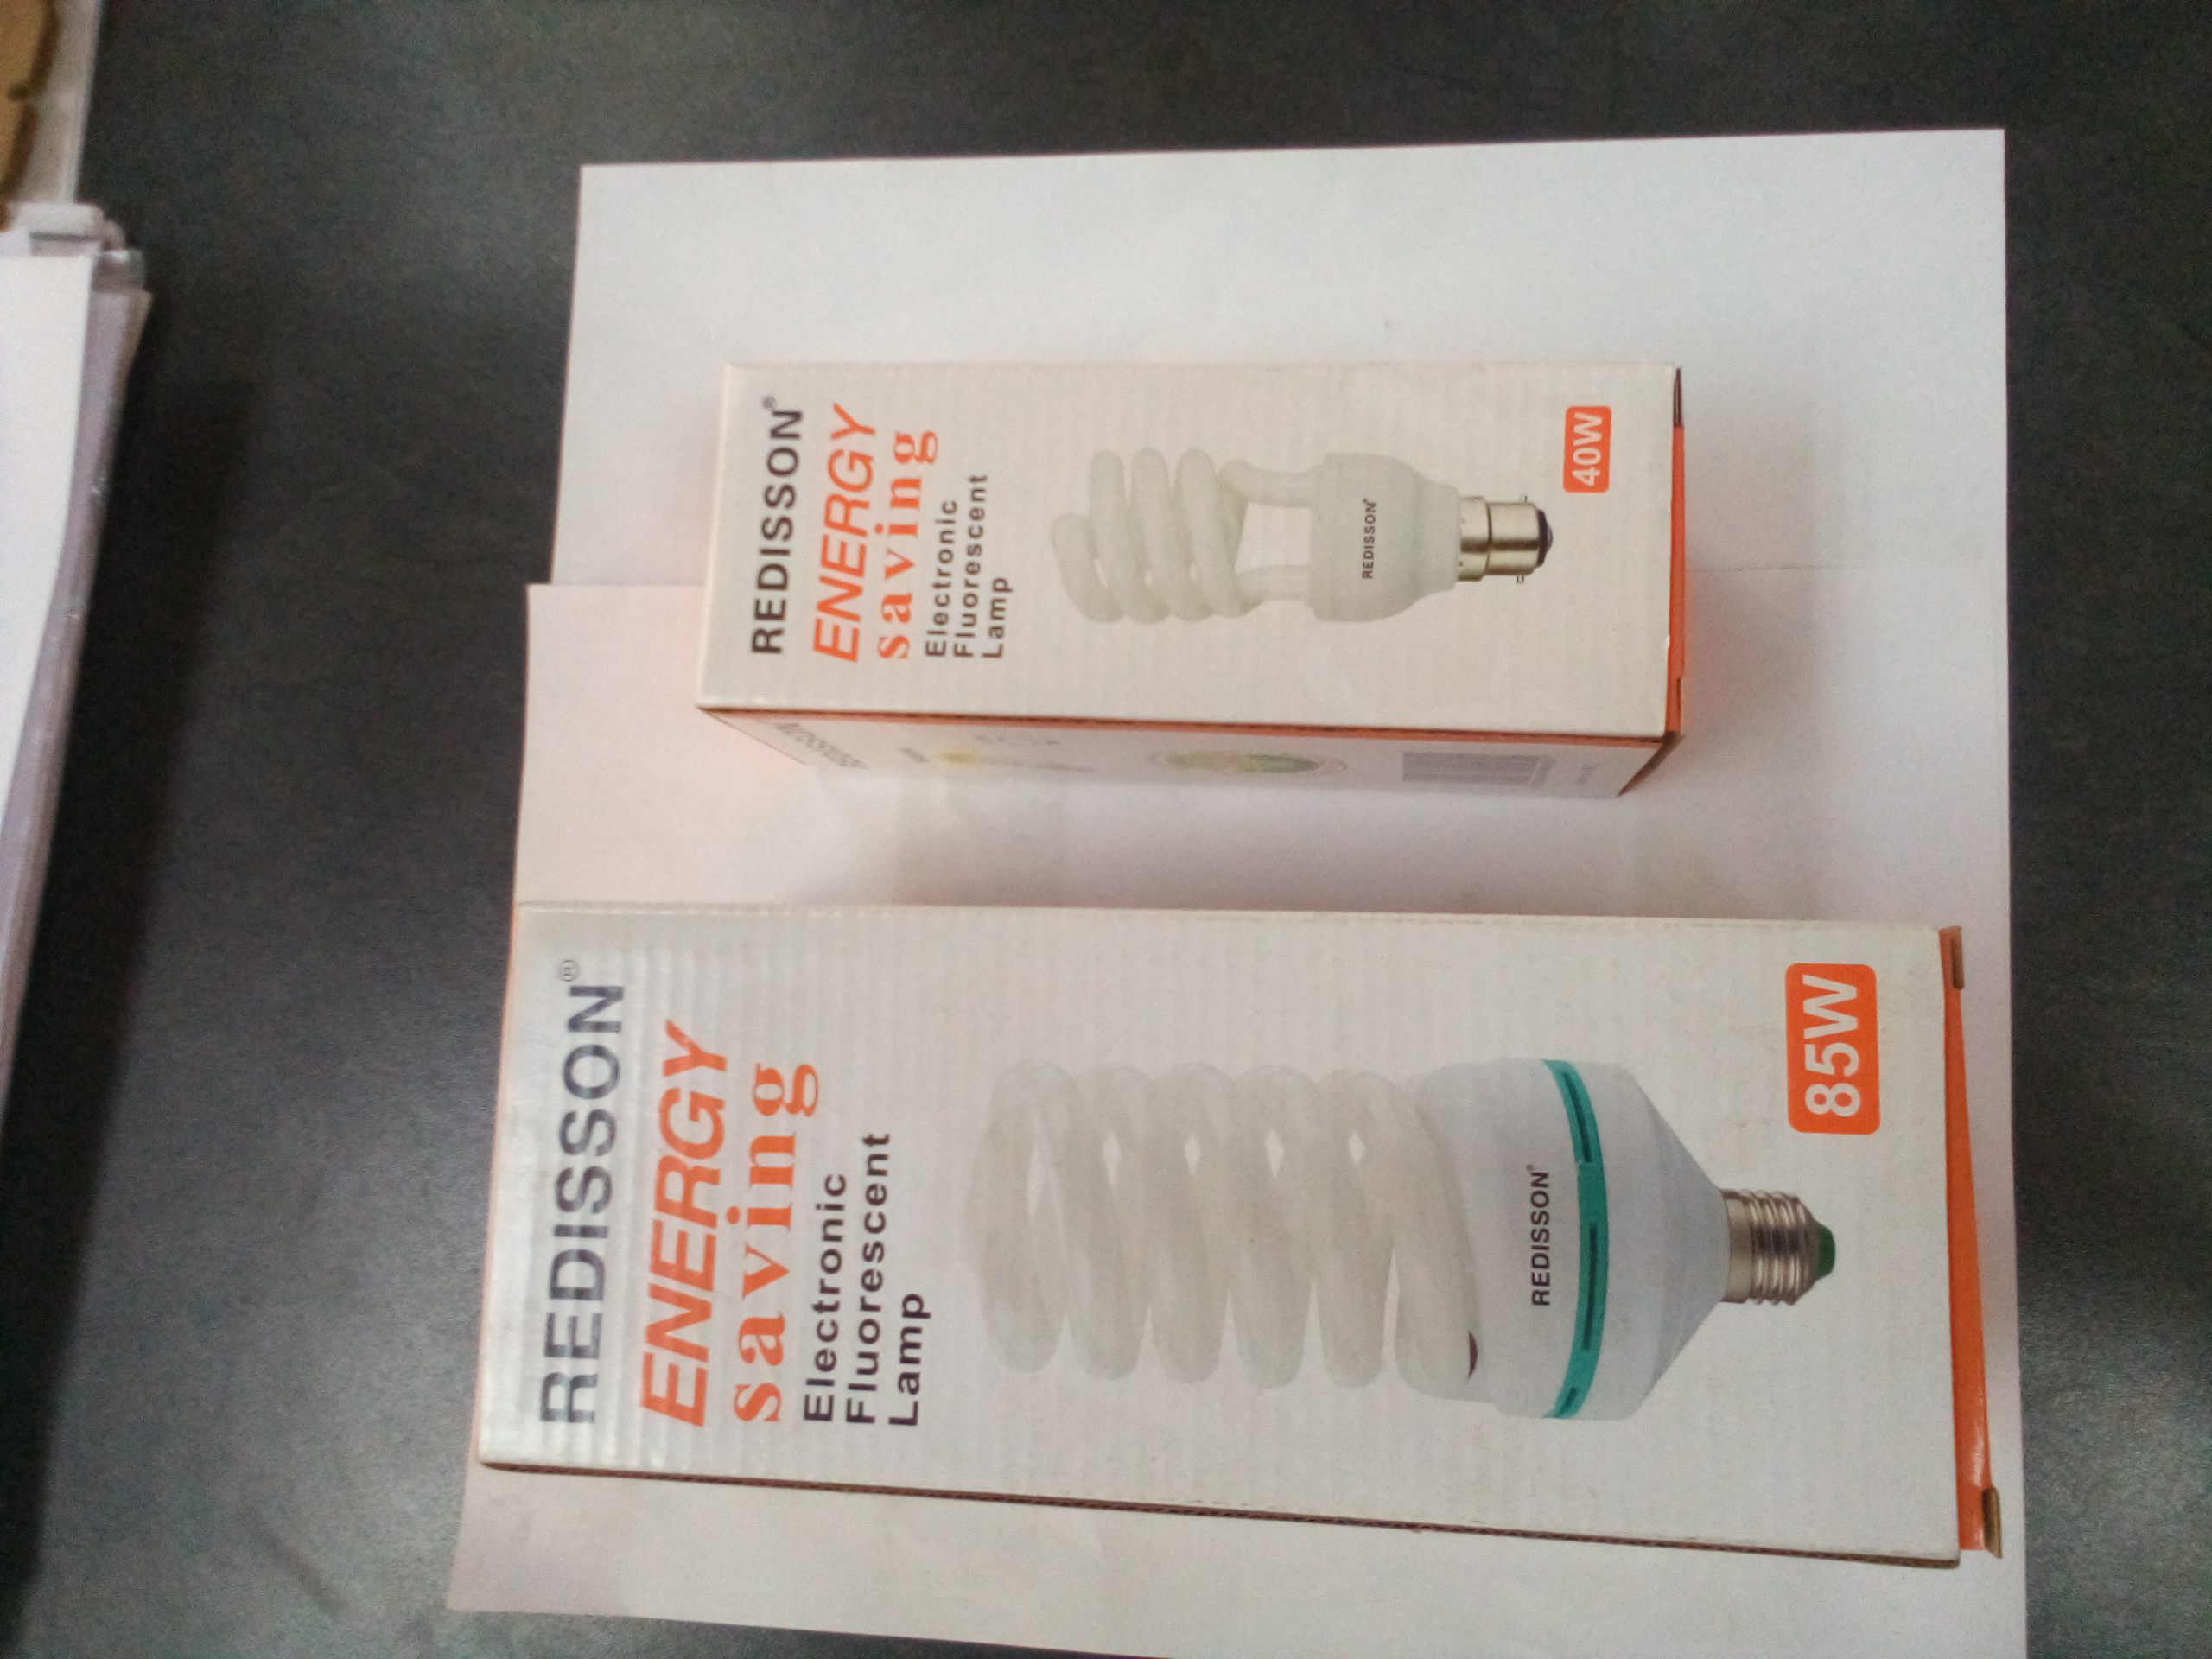 REDISSON®
ENERGY
saving
Electronic
Fluorescent
Lamp
REDISSON®
85W
REDISSON®
ENERGY
saving
Electronic
Fluorescent
Lamp
REDISSON®
40W